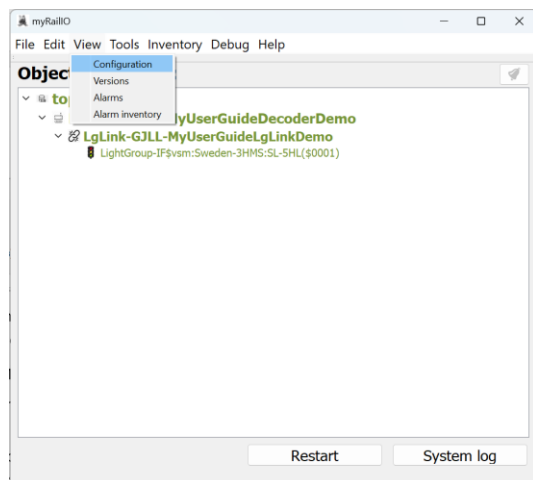 myRailIO
File Edit View Tools Inventory Debug Help
Objec
Configuration
Versions
Alarms
Alarm inventory
to
yUserGuideDecoderDemo
LgLink-GJLL-MyUserGuideLgLinkDemo
LightGroup-IF$vsm:Sweden-3HMS:SL-5HL($0001)
Restart System log